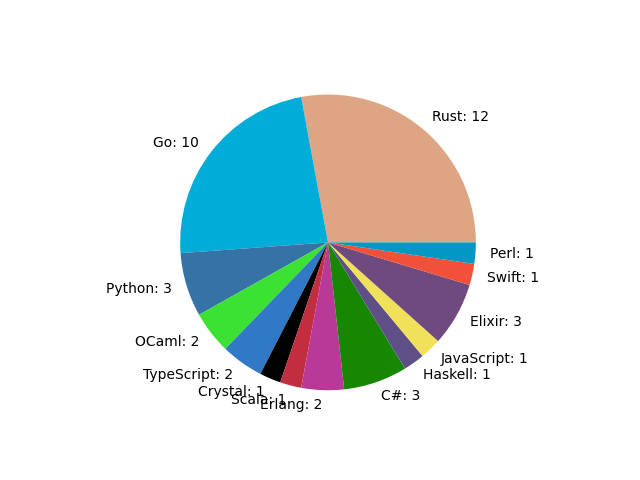 Rust: 12
Go: 10
Python: 3
OCaml: 2
TypeScript: 2
Crystal: 1
Scala: 1
Erlang: 2
C#: 3
Haskell: 1
JavaScript: 1
Elixir: 3
Swift: 1
Perl: 1